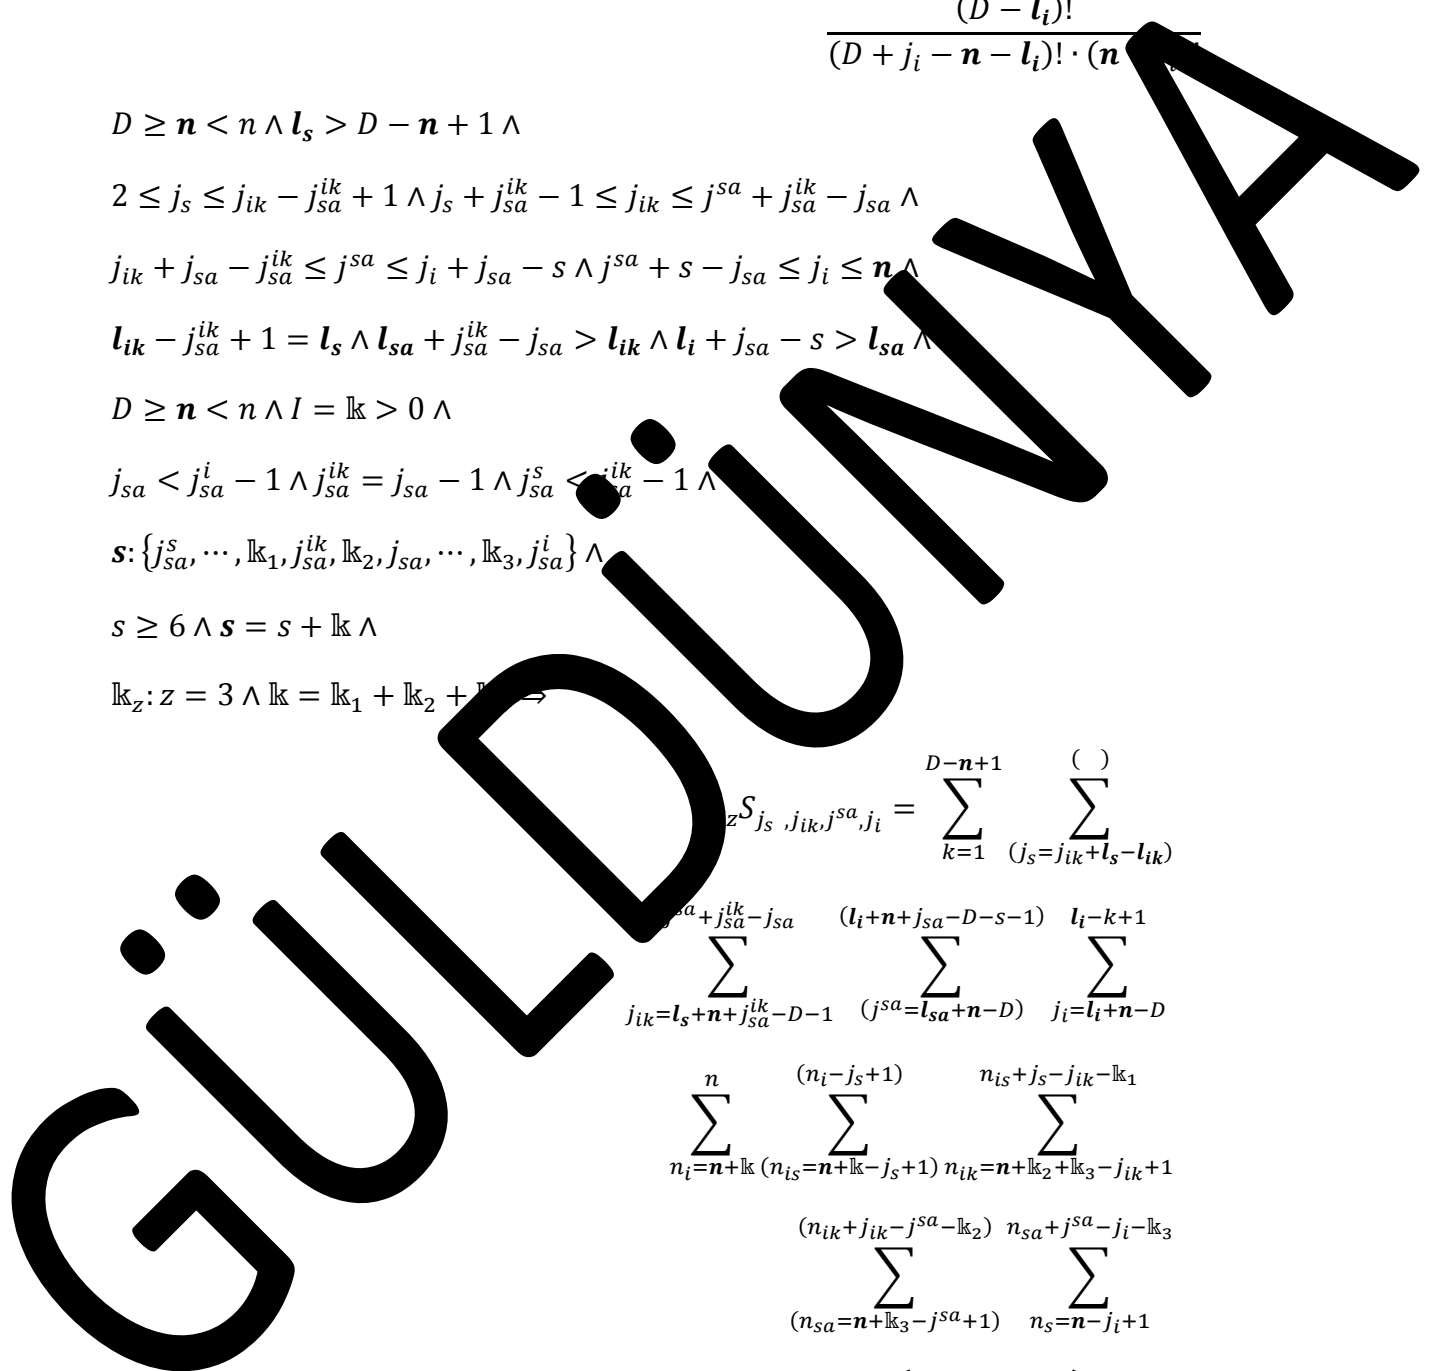 (D − l_i)!
(D + j_i − n − l_i)! · (n
D ≥ n < n ∧ l_s > D − n + 1 ∧
2 ≤ j_s ≤ j_ik − j_sa^ik + 1 ∧ j_s + j_sa^ik − 1 ≤ j_ik ≤ j^sa + j_sa^ik − j_sa ∧
j_ik + j_sa − j_sa^ik ≤ j^sa ≤ j_i + j_sa − s ∧ j^sa + s − j_sa ≤ j_i ≤ n ∧
l_ik − j_sa^ik + 1 = l_s ∧ l_sa + j_sa^ik − j_sa > l_ik ∧ l_i + j_sa − s > l_sa ∧
D ≥ n < n ∧ I = 𝕜 > 0 ∧
j_sa < j_sa^i − 1 ∧ j_sa^ik = j_sa − 1 ∧ j_sa^s < j_sa^ik − 1 ∧
s: {j_sa^s, ⋯ , 𝕜_1, j_sa^ik, 𝕜_2, j_sa, ⋯ , 𝕜_3, j_sa^i} ∧
s ≥ 6 ∧ s = s + 𝕜 ∧
𝕜_z: z = 3 ∧ 𝕜 = 𝕜_1 + 𝕜_2 + ⇒
D−n+1 ( )
_z S_{j_s ,j_ik,j^sa,j_i} = ∑ ∑
k=1 (j_s=j_ik+l_s−l_ik)
j^sa+j_sa^ik−j_sa (l_i+n+j_sa−D−s−1) l_i−k+1
∑ ∑ ∑
j_ik=l_s+n+j_sa^ik−D−1 (j^sa=l_sa+n−D) j_i=l_i+n−D
n (n_i−j_s+1) n_is+j_s−j_ik−𝕜_1
∑ ∑ ∑
n_i=n+𝕜 (n_is=n+𝕜−j_s+1) n_ik=n+𝕜_2+𝕜_3−j_ik+1
(n_ik+j_ik−j^sa−𝕜_2) n_sa+j^sa−j_i−𝕜_3
∑ ∑
(n_sa=n+𝕜_3−j^sa+1) n_s=n−j_i+1
GÜLDÜNYA